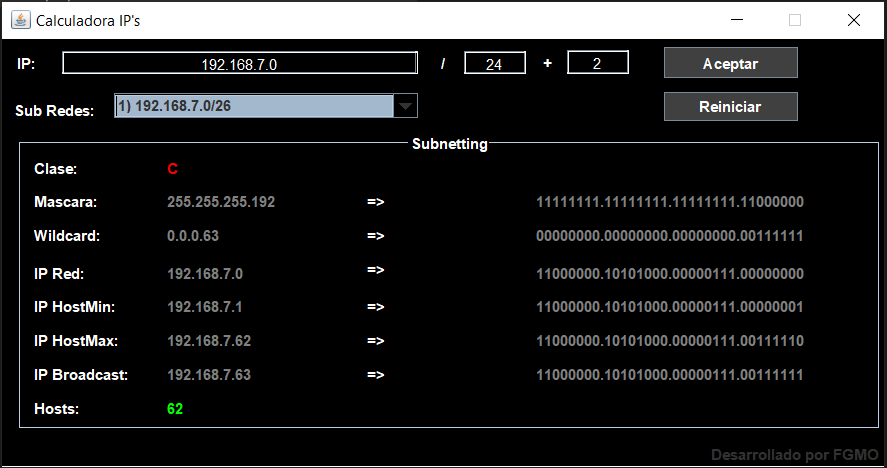 Calculadora IP's
IP: 192.168.7.0 / 24 + 2 Aceptar
Sub Redes: 1) 192.168.7.0/26 Reiniciar
Subnetting
Clase: C
Mascara: 255.255.255.192 => 11111111.11111111.11111111.11000000
Wildcard: 0.0.0.63 => 00000000.00000000.00000000.00111111
IP Red: 192.168.7.0 => 11000000.10101000.00000111.00000000
IP HostMin: 192.168.7.1 => 11000000.10101000.00000111.00000001
IP HostMax: 192.168.7.62 => 11000000.10101000.00000111.00111110
IP Broadcast: 192.168.7.63 => 11000000.10101000.00000111.00111111
Hosts: 62
Desarrollado por FGMO